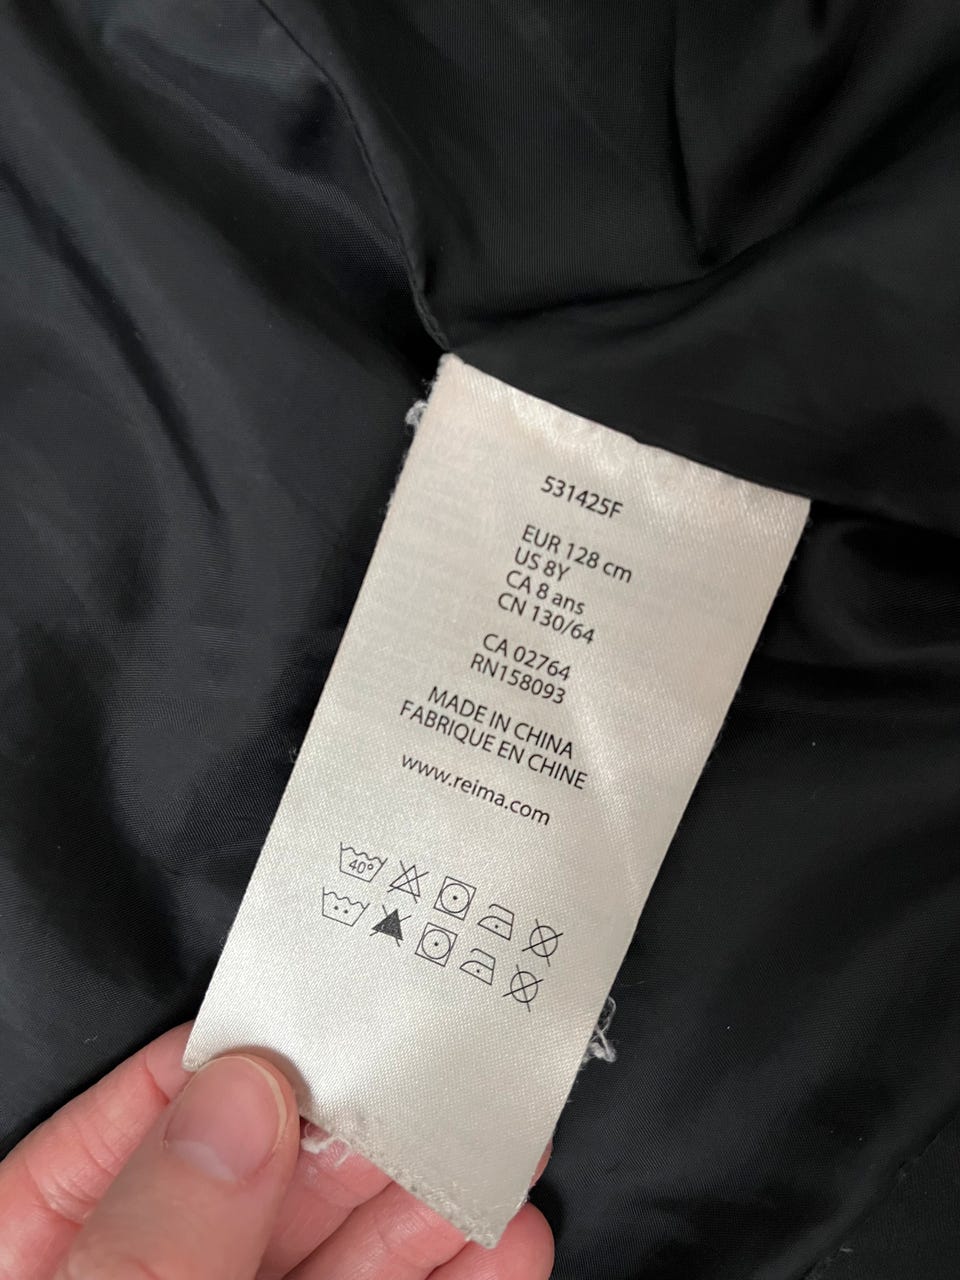 531425F
EUR 128 cm
US 8Y
CA 8 ans
CN 130/64
CA 02764
RN158093
MADE IN CHINA
FABRIQUE EN CHINE
www.reima.com
40°